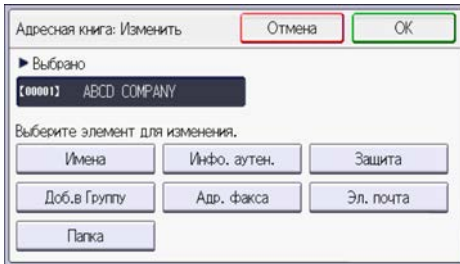 Адресная книга: Изменить Отмена OK
▶ Выбрано
【00001】 ABCD COMPANY
Выберите элемент для изменения.
Имена Инфо. аутен. Защита
Доб.в Группу Адр. факса Эл. почта
Папка